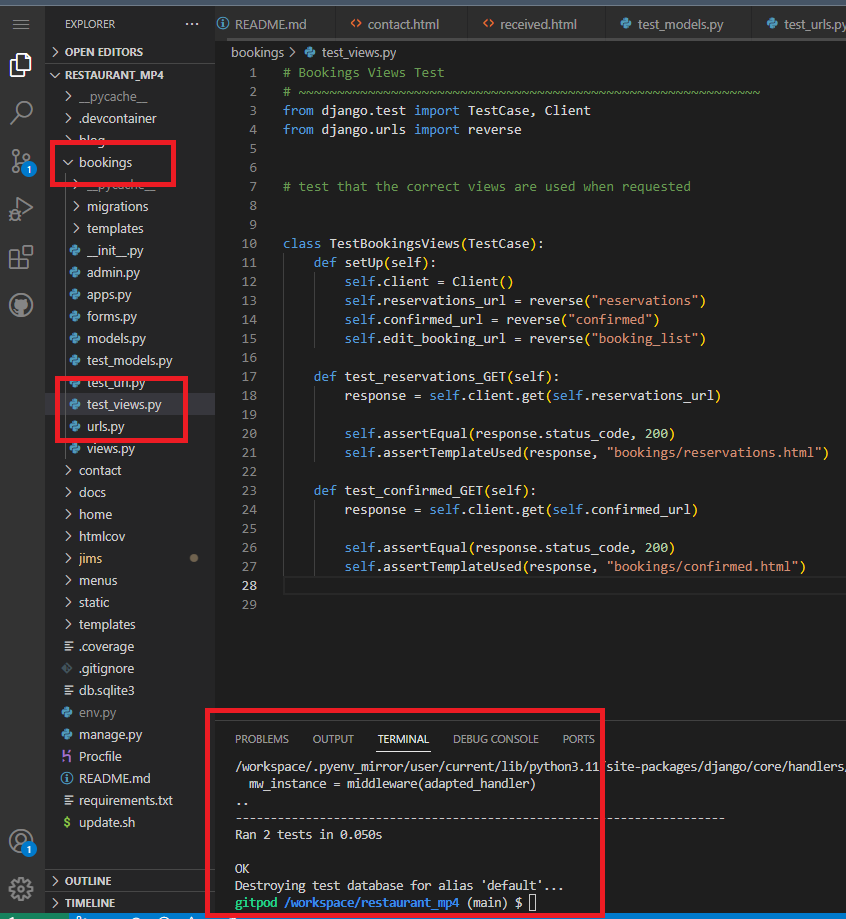 EXPLORER
OPEN EDITORS
RESTAURANT_MP4
__pycache__
.devcontainer
blog
bookings
__pycache__
migrations
templates
__init__.py
admin.py
apps.py
forms.py
models.py
test_models.py
test_url.py
test_views.py
urls.py
views.py
contact
docs
home
htmlcov
jims
menus
static
templates
.coverage
.gitignore
db.sqlite3
env.py
manage.py
Procfile
README.md
requirements.txt
update.sh
OUTLINE
TIMELINE
1
1
README.md contact.html received.html test_models.py test_urls.py
bookings > test_views.py
1 # Bookings Views Test
2 # ~~~~~~~~~~~~~~~~~~~~~~~~~~~~~~~~~~~~~~~~~~~~~~~~~~~~~~~~~~~~
3 from django.test import TestCase, Client
4 from django.urls import reverse
5
6
7 # test that the correct views are used when requested
8
9
10 class TestBookingsViews(TestCase):
11 def setUp(self):
12 self.client = Client()
13 self.reservations_url = reverse("reservations")
14 self.confirmed_url = reverse("confirmed")
15 self.edit_booking_url = reverse("booking_list")
16
17 def test_reservations_GET(self):
18 response = self.client.get(self.reservations_url)
19
20 self.assertEqual(response.status_code, 200)
21 self.assertTemplateUsed(response, "bookings/reservations.html")
22
23 def test_confirmed_GET(self):
24 response = self.client.get(self.confirmed_url)
25
26 self.assertEqual(response.status_code, 200)
27 self.assertTemplateUsed(response, "bookings/confirmed.html")
28
29
PROBLEMS OUTPUT TERMINAL DEBUG CONSOLE PORTS
/workspace/.pyenv_mirror/user/current/lib/python3.11/site-packages/django/core/handlers/
mw_instance = middleware(adapted_handler)
..
----------------------------------------------------------------------
Ran 2 tests in 0.050s
OK
Destroying test database for alias 'default'...
gitpod /workspace/restaurant_mp4 (main) $